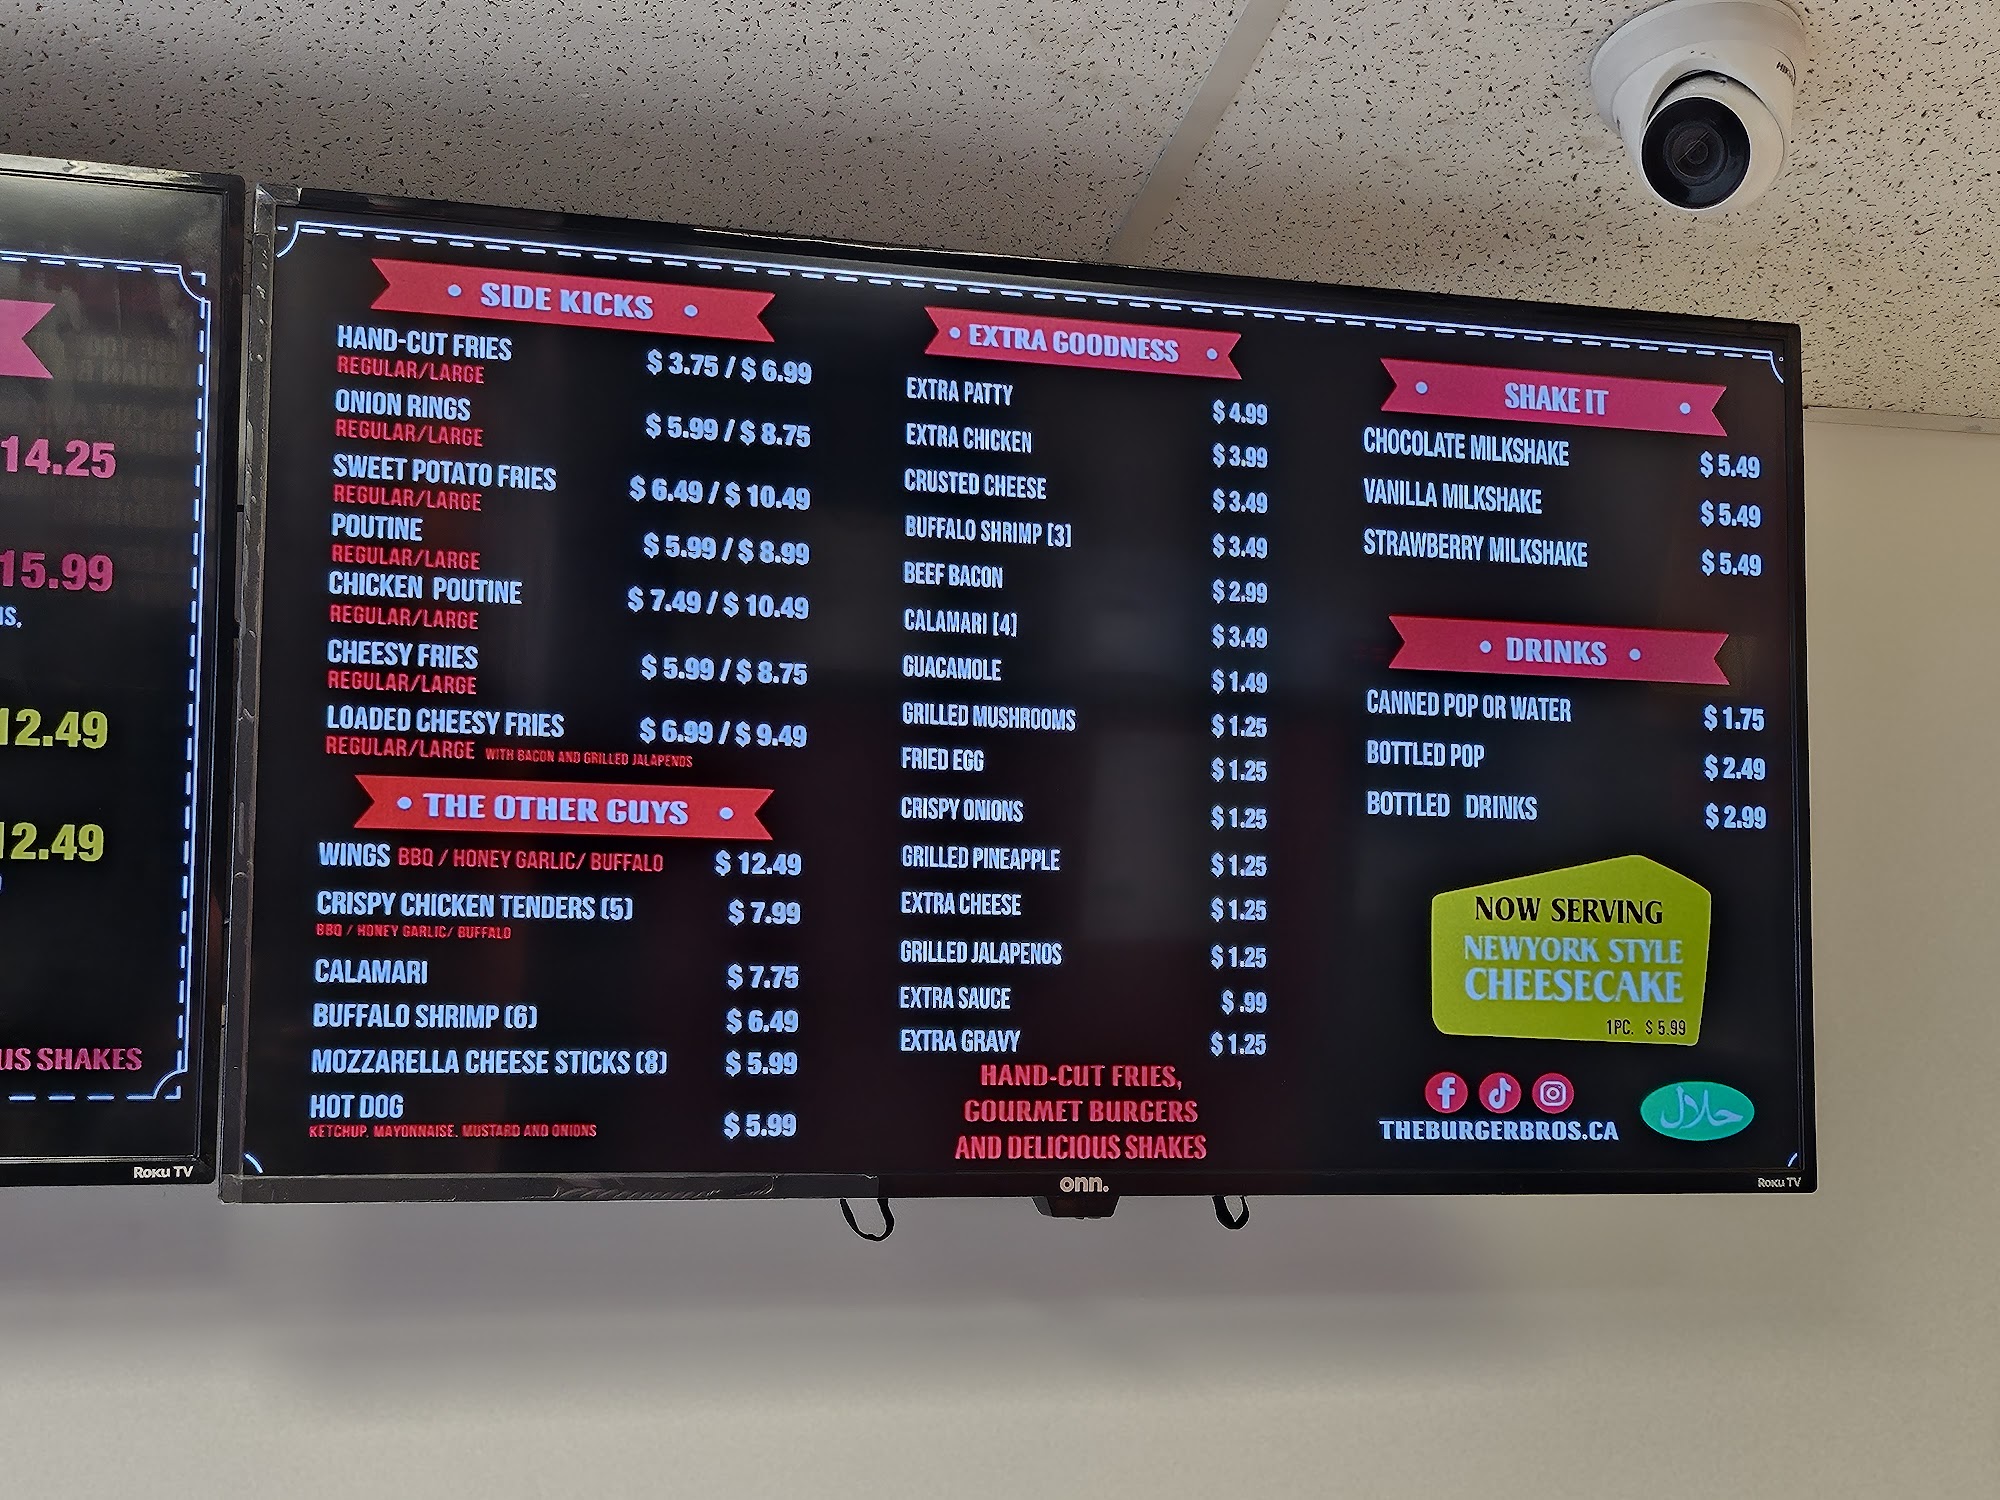 14.25
15.99
12.49
12.49
US SHAKES
ROKU TV
SIDE KICKS
HAND-CUT FRIES
REGULAR/LARGE
$ 3.75 / $ 6.99
ONION RINGS
REGULAR/LARGE
$ 5.99 / $ 8.75
SWEET POTATO FRIES
REGULAR/LARGE
$ 6.49 / $ 10.49
POUTINE
REGULAR/LARGE
$ 5.99 / $ 8.99
CHICKEN POUTINE
REGULAR/LARGE
$ 7.49 / $ 10.49
CHEESY FRIES
REGULAR/LARGE
$ 5.99 / $ 8.75
LOADED CHEESY FRIES
REGULAR/LARGE WITH BACON AND GRILLED JALAPENOS
$ 6.99 / $ 9.49
THE OTHER GUYS
WINGS BBQ / HONEY GARLIC/ BUFFALO $ 12.49
CRISPY CHICKEN TENDERS (5) $ 7.99
BBQ / HONEY GARLIC/ BUFFALO
CALAMARI $ 7.75
BUFFALO SHRIMP (6) $ 6.49
MOZZARELLA CHEESE STICKS (8) $ 5.99
HOT DOG
KETCHUP, MAYONNAISE, MUSTARD AND ONIONS
$ 5.99
EXTRA GOODNESS
EXTRA PATTY $ 4.99
EXTRA CHICKEN $ 3.99
CRUSTED CHEESE $ 3.49
BUFFALO SHRIMP [3] $ 3.49
BEEF BACON $ 2.99
CALAMARI [4] $ 3.49
GUACAMOLE $ 1.49
GRILLED MUSHROOMS $ 1.25
FRIED EGG $ 1.25
CRISPY ONIONS $ 1.25
GRILLED PINEAPPLE $ 1.25
EXTRA CHEESE $ 1.25
GRILLED JALAPENOS $ 1.25
EXTRA SAUCE $ .99
EXTRA GRAVY $ 1.25
HAND-CUT FRIES,
GOURMET BURGERS
AND DELICIOUS SHAKES
SHAKE IT
CHOCOLATE MILKSHAKE $ 5.49
VANILLA MILKSHAKE $ 5.49
STRAWBERRY MILKSHAKE $ 5.49
DRINKS
CANNED POP OR WATER $ 1.75
BOTTLED POP $ 2.49
BOTTLED DRINKS $ 2.99
NOW SERVING
NEWYORK STYLE
CHEESECAKE
1PC. $ 5.99
THEBURGERBROS.CA
حلال
onn.
ROKU TV